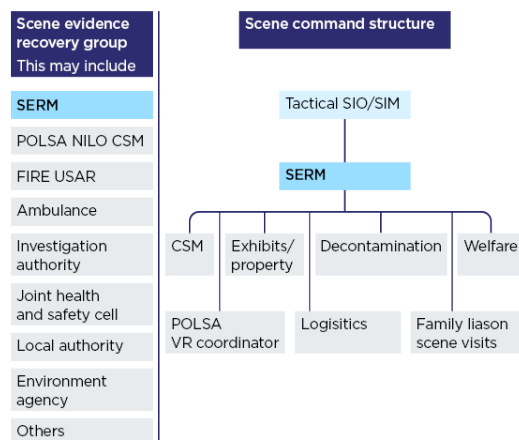 Scene evidence
recovery group
This may include
SERM
POLSA NILO CSM
FIRE USAR
Ambulance
Investigation
authority
Joint health
and safety cell
Local authority
Environment
agency
Others
Scene command structure
Tactical SIO/SIM
SERM
CSM
Exhibits/
property
Decontamination
Welfare
POLSA
VR coordinator
Logisitics
Family liason
scene visits